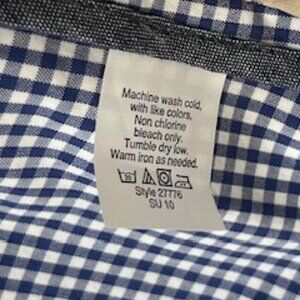 Machine wash cold,
with like colors,
Non chlorine
bleach only.
Tumble dry low.
Warm iron as needed.
Style 27776
SU 10